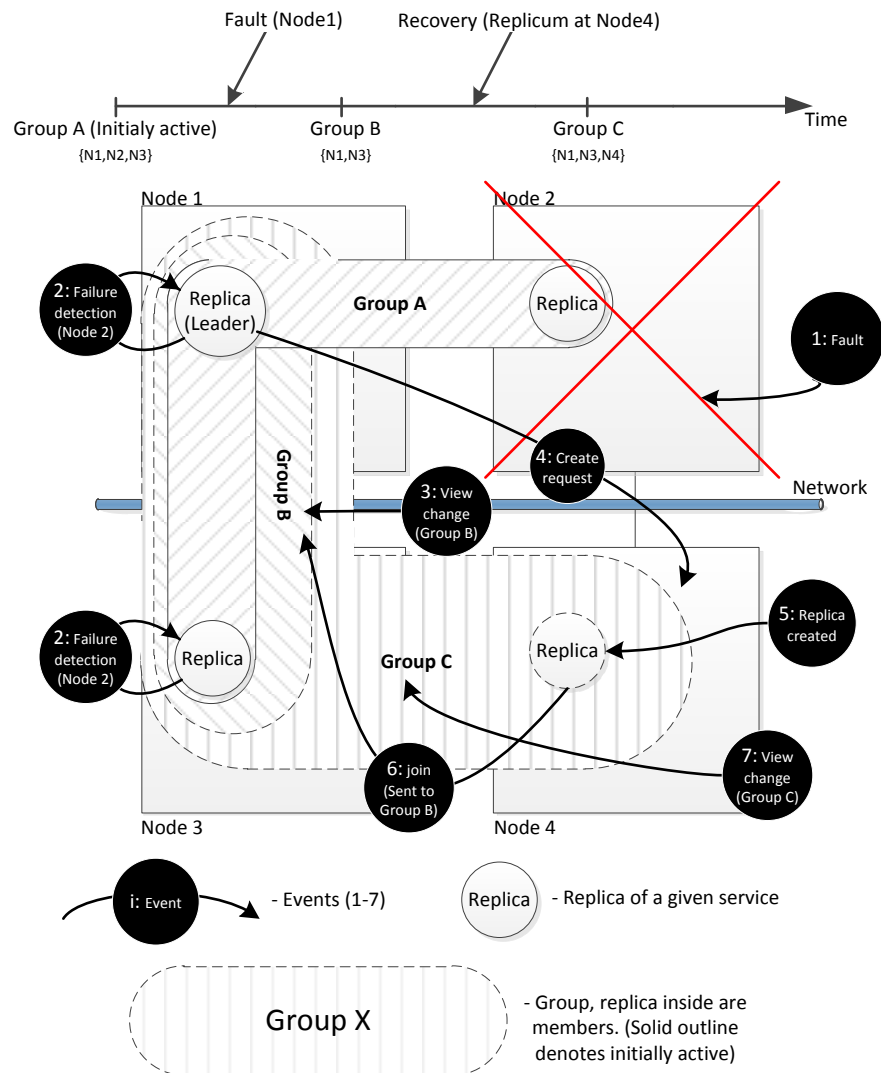 Fault (Node1)
Recovery (Replicum at Node4)
Time
Group A (Initialy active)
Group B
Group C
{N1,N2,N3}
{N1,N3}
{N1,N3,N4}
Node 1
Node 2
2: Failure
detection
(Node 2)
Replica
(Leader)
Group A
Replica
1: Fault
4: Create
request
Group B
3: View
change
(Group B)
Network
2: Failure
detection
(Node 2)
Replica
Group C
Replica
5: Replica
created
6: join
(Sent to
Group B)
7: View
change
(Group C)
Node 3
Node 4
i: Event
- Events (1-7)
Replica
- Replica of a given service
Group X
- Group, replica inside are
members. (Solid outline
denotes initially active)